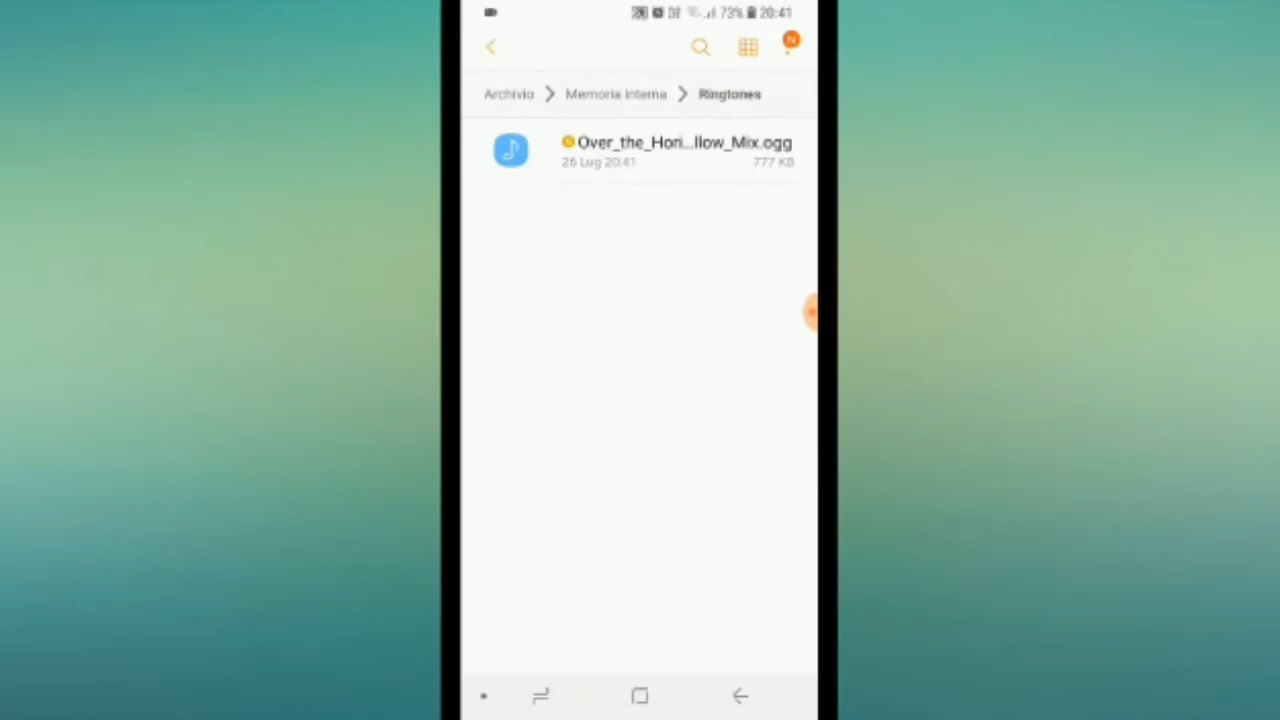 73% 20:41
N
Archivio Memoria interna Ringtones
Over_the_Hori...llow_Mix.ogg
26 Lug 20:41 777 KB